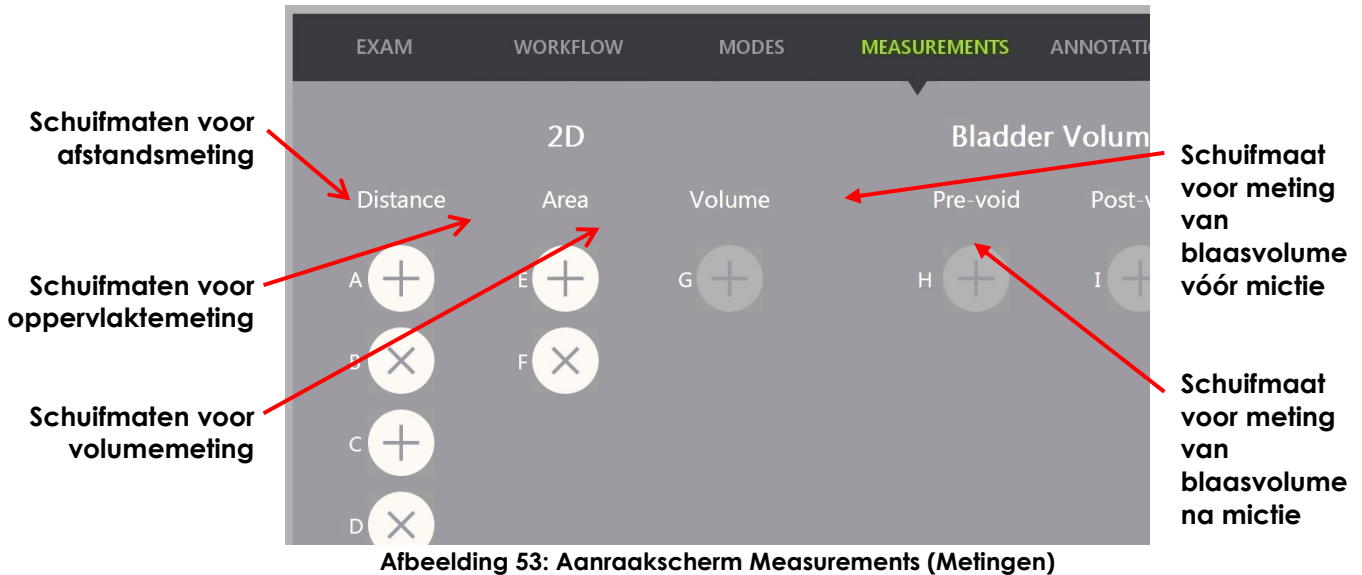 EXAM WORKFLOW MODES MEASUREMENTS ANNOTATI
2D Bladder Volum
Distance Area Volume Pre-void Post-v
A E G H I
B F
C
D
Schuifmaten voor
afstandsmeting
Schuifmaten voor
oppervlaktemeting
Schuifmaten voor
volumemeting
Schuifmaat
voor meting
van
blaasvolume
vóór mictie
Schuifmaat
voor meting
van
blaasvolume
na mictie
Afbeelding 53: Aanraakscherm Measurements (Metingen)